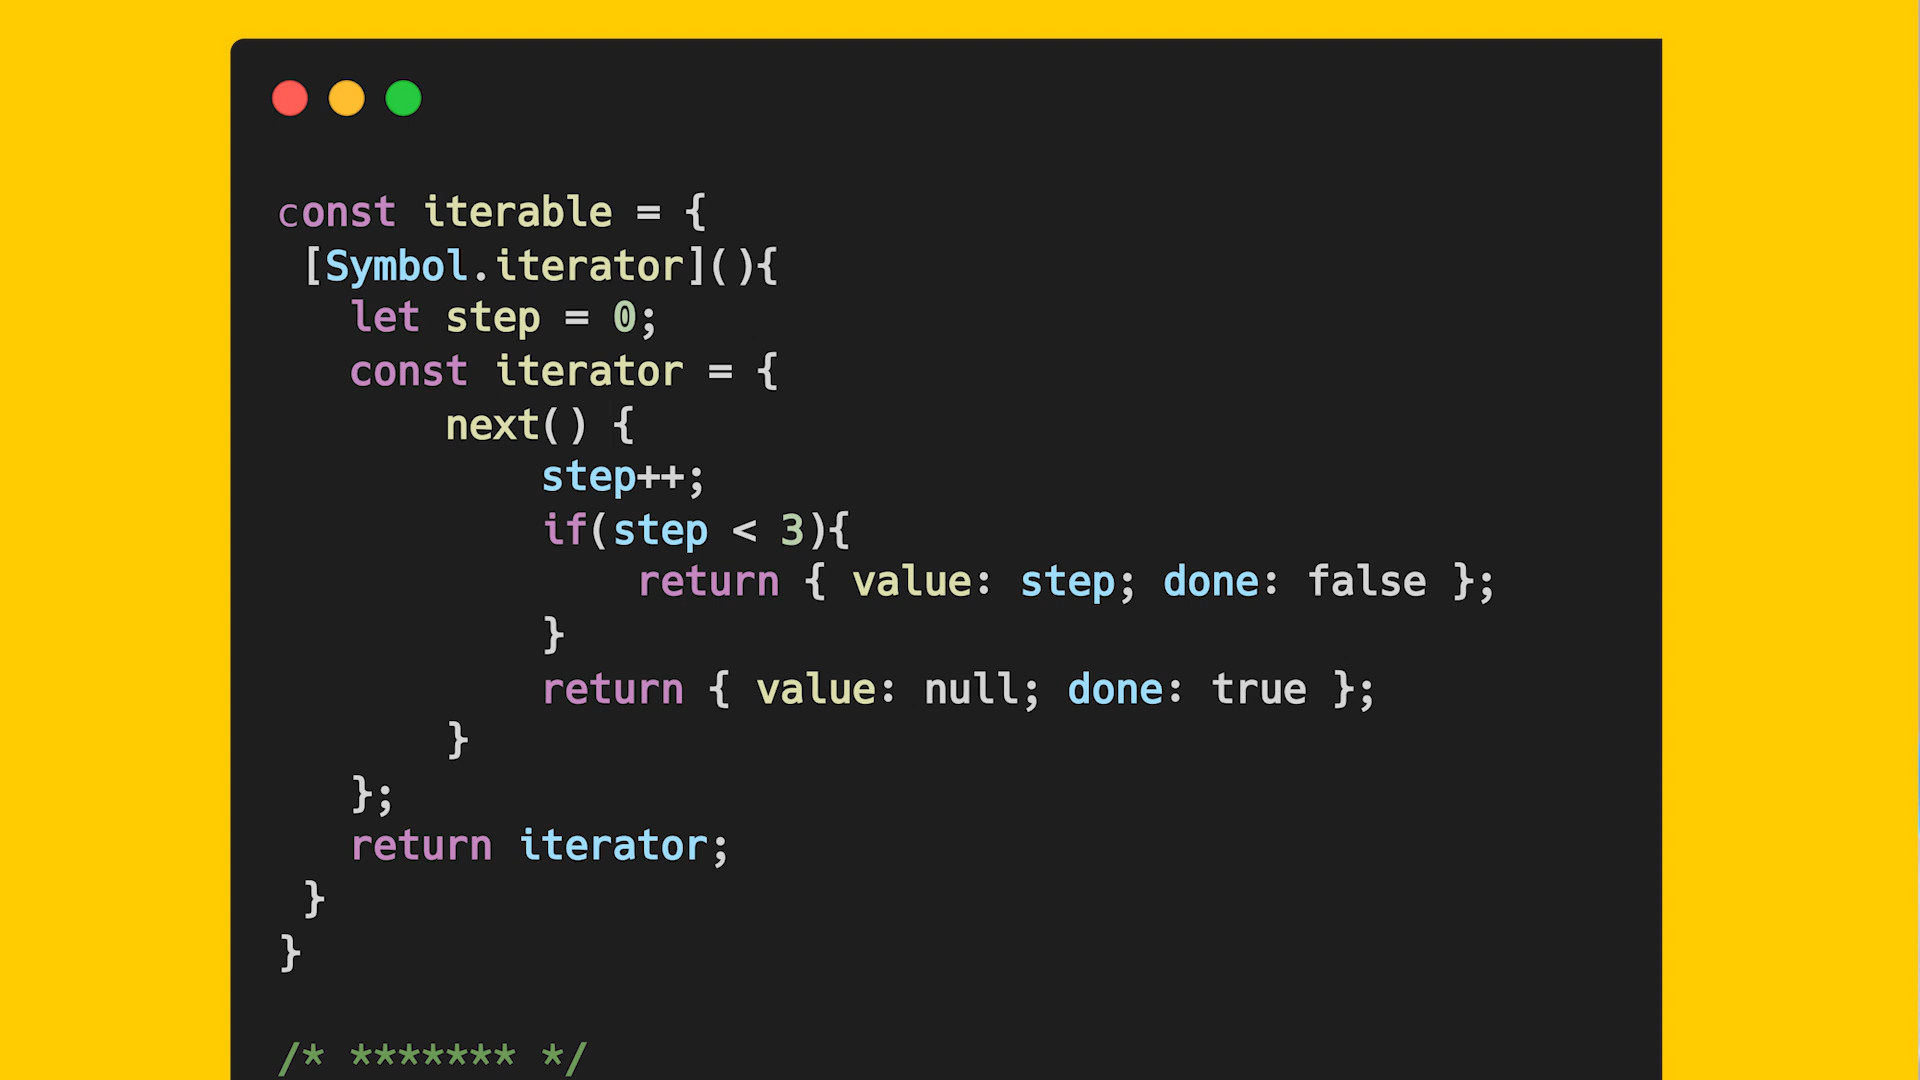 const iterable = {
[Symbol.iterator](){
let step = 0;
const iterator = {
next() {
step++;
if(step < 3){
return { value: step; done: false };
}
return { value: null; done: true };
}
};
return iterator;
}
}
/* ******* */